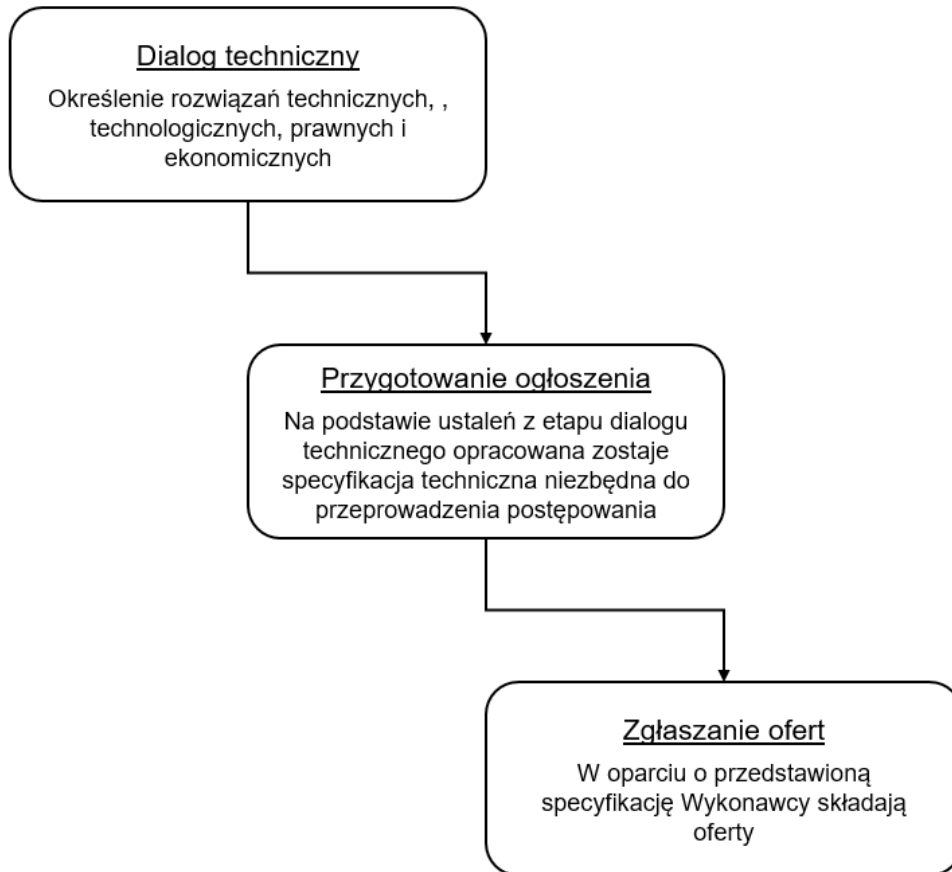 Dialog techniczny
Określenie rozwiązań technicznych, ,
technologicznych, prawnych i
ekonomicznych
Przygotowanie ogłoszenia
Na podstawie ustaleń z etapu dialogu
technicznego opracowana zostaje
specyfikacja techniczna niezbędna do
przeprowadzenia postępowania
Zgłaszanie ofert
W oparciu o przedstawioną
specyfikację Wykonawcy składają
oferty